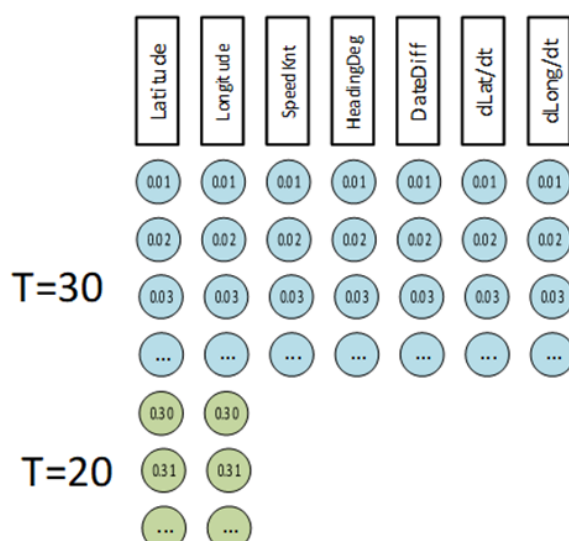 Latitude Longitude SpeedKnt HeadingDeg DateDiff dLat/dt dLong/dt
0.01 0.01 0.01 0.01 0.01 0.01 0.01
0.02 0.02 0.02 0.02 0.02 0.02 0.02
T=30
0.03 0.03 0.03 0.03 0.03 0.03 0.03
... ... ... ... ... ... ...
0.30 0.30
T=20
0.31 0.31
... ...